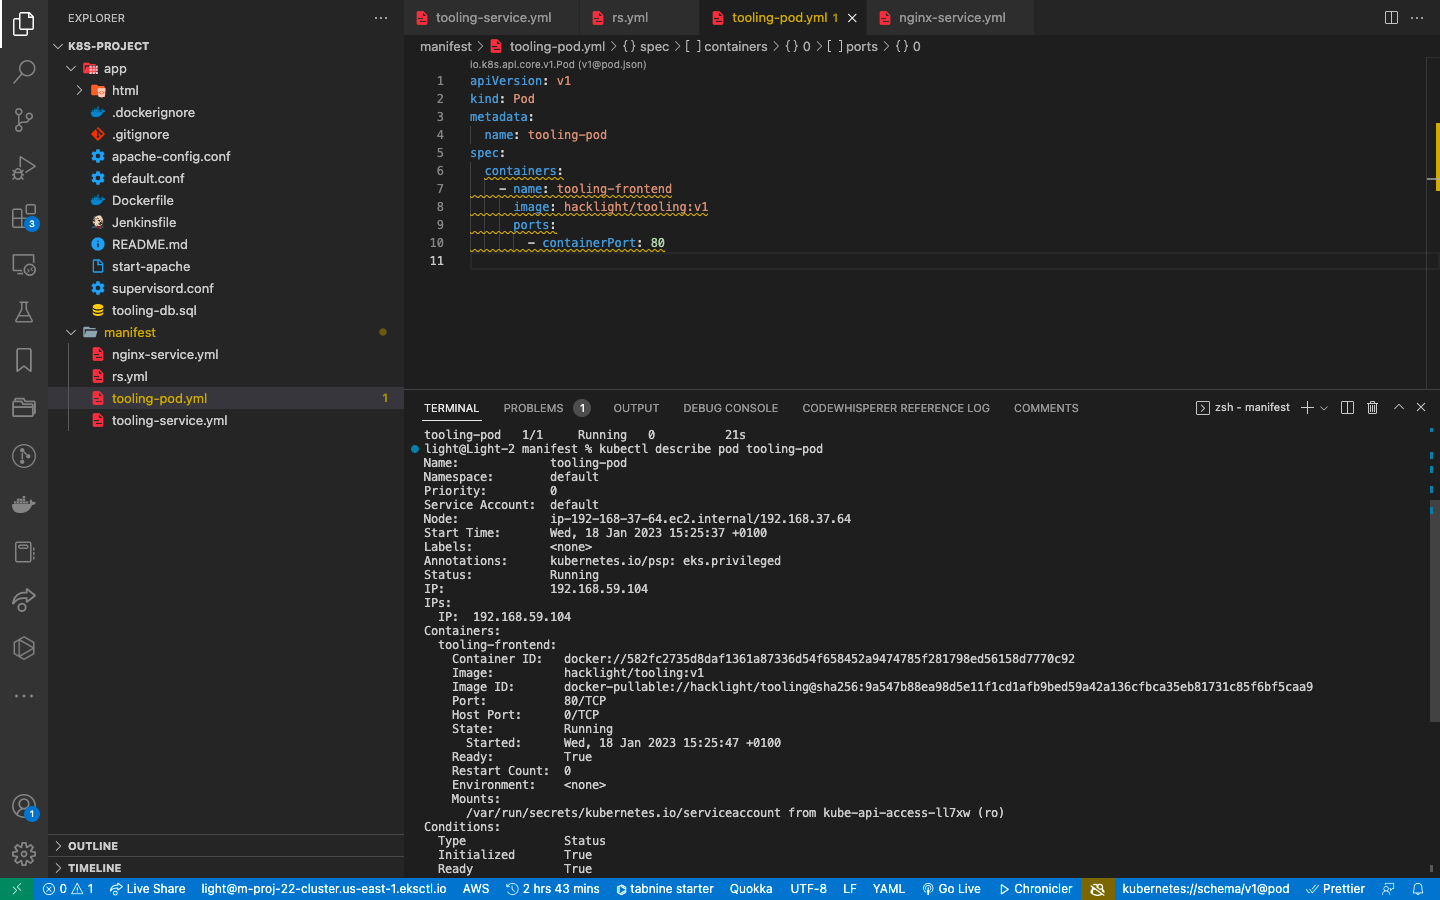 EXPLORER
K8S-PROJECT
app
html
.dockerignore
.gitignore
apache-config.conf
default.conf
Dockerfile
Jenkinsfile
README.md
start-apache
supervisord.conf
tooling-db.sql
manifest
nginx-service.yml
rs.yml
tooling-pod.yml 1
tooling-service.yml
OUTLINE
TIMELINE
3
1
tooling-service.yml rs.yml tooling-pod.yml 1 nginx-service.yml
manifest > tooling-pod.yml > {} spec > [ ] containers > {} 0 > [ ] ports > {} 0
io.k8s.api.core.v1.Pod (v1@pod.json)
1 apiVersion: v1
2 kind: Pod
3 metadata:
4 name: tooling-pod
5 spec:
6 containers:
7 - name: tooling-frontend
8 image: hacklight/tooling:v1
9 ports:
10 - containerPort: 80
11
TERMINAL PROBLEMS 1 OUTPUT DEBUG CONSOLE CODEWHISPERER REFERENCE LOG COMMENTS zsh - manifest
tooling-pod 1/1 Running 0 21s
light@Light-2 manifest % kubectl describe pod tooling-pod
Name: tooling-pod
Namespace: default
Priority: 0
Service Account: default
Node: ip-192-168-37-64.ec2.internal/192.168.37.64
Start Time: Wed, 18 Jan 2023 15:25:37 +0100
Labels: <none>
Annotations: kubernetes.io/psp: eks.privileged
Status: Running
IP: 192.168.59.104
IPs:
IP: 192.168.59.104
Containers:
tooling-frontend:
Container ID: docker://582fc2735d8daf1361a87336d54f658452a9474785f281798ed56158d7770c92
Image: hacklight/tooling:v1
Image ID: docker-pullable://hacklight/tooling@sha256:9a547b88ea98d5e11f1cd1afb9bed59a42a136cfbca35eb81731c85f6bf5caa9
Port: 80/TCP
Host Port: 0/TCP
State: Running
Started: Wed, 18 Jan 2023 15:25:47 +0100
Ready: True
Restart Count: 0
Environment: <none>
Mounts:
/var/run/secrets/kubernetes.io/serviceaccount from kube-api-access-ll7xw (ro)
Conditions:
Type Status
Initialized True
Ready True
0 1 Live Share light@m-proj-22-cluster.us-east-1.eksctl.io AWS 2 hrs 43 mins tabnine starter Quokka UTF-8 LF YAML Go Live Chronicler kubernetes://schema/v1@pod Prettier